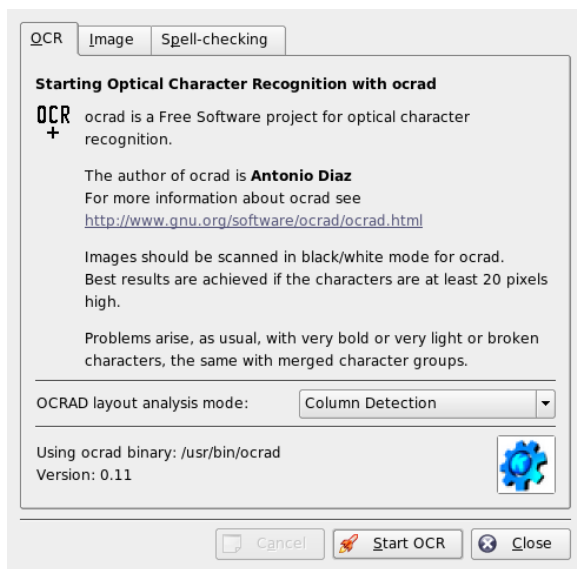 OCR Image Spell-checking
Starting Optical Character Recognition with ocrad
OCR
+
ocrad is a Free Software project for optical character
recognition.
The author of ocrad is Antonio Diaz
For more information about ocrad see
http://www.gnu.org/software/ocrad/ocrad.html
Images should be scanned in black/white mode for ocrad.
Best results are achieved if the characters are at least 20 pixels
high.
Problems arise, as usual, with very bold or very light or broken
characters, the same with merged character groups.
OCRAD layout analysis mode: Column Detection
Using ocrad binary: /usr/bin/ocrad
Version: 0.11
Cancel Start OCR Close